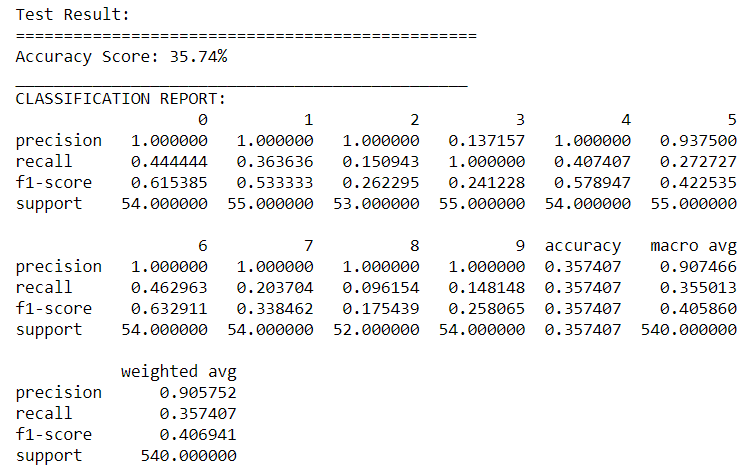 Test Result:
================================================
Accuracy Score: 35.74%
_______________________________________________
CLASSIFICATION REPORT:
0 1 2 3 4 5
precision 1.000000 1.000000 1.000000 0.137157 1.000000 0.937500
recall 0.444444 0.363636 0.150943 1.000000 0.407407 0.272727
f1-score 0.615385 0.533333 0.262295 0.241228 0.578947 0.422535
support 54.000000 55.000000 53.000000 55.000000 54.000000 55.000000
6 7 8 9 accuracy macro avg
precision 1.000000 1.000000 1.000000 1.000000 0.357407 0.907466
recall 0.462963 0.203704 0.096154 0.148148 0.357407 0.355013
f1-score 0.632911 0.338462 0.175439 0.258065 0.357407 0.405860
support 54.000000 54.000000 52.000000 54.000000 0.357407 540.000000
weighted avg
precision 0.905752
recall 0.357407
f1-score 0.406941
support 540.000000